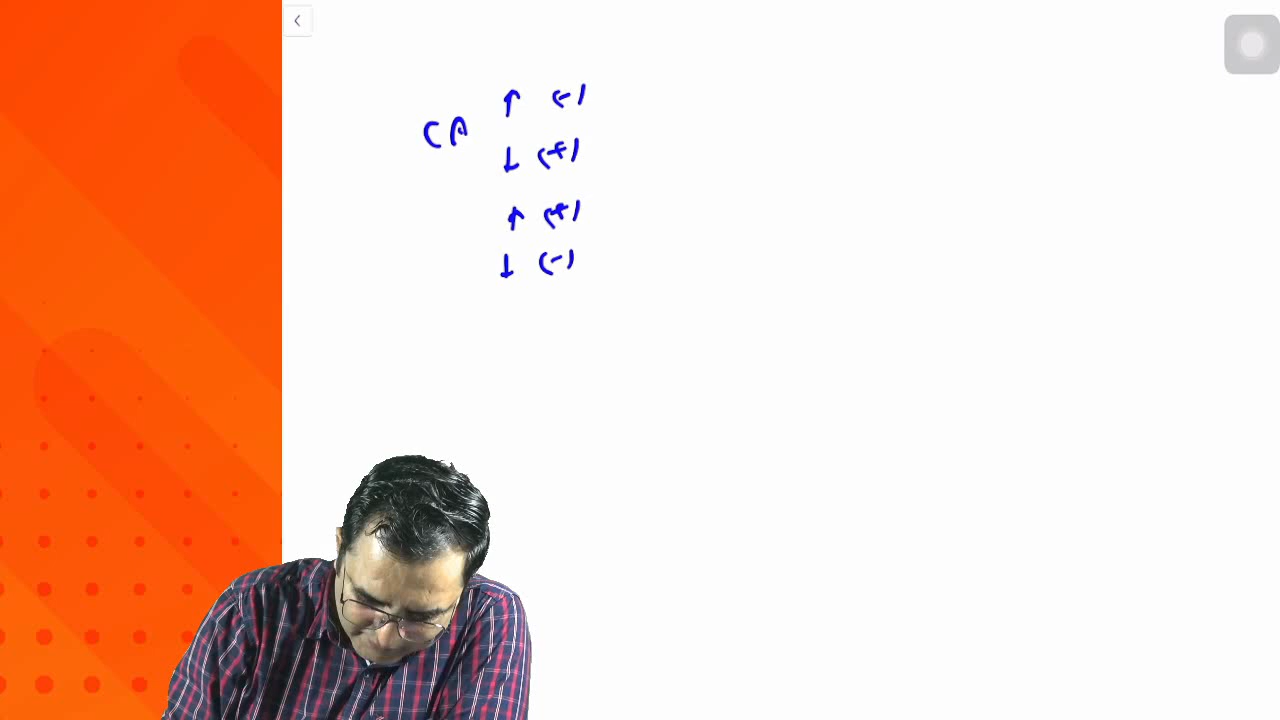 CA ↑ (-)
↓ (+)
↑ (+)
↓ (-)